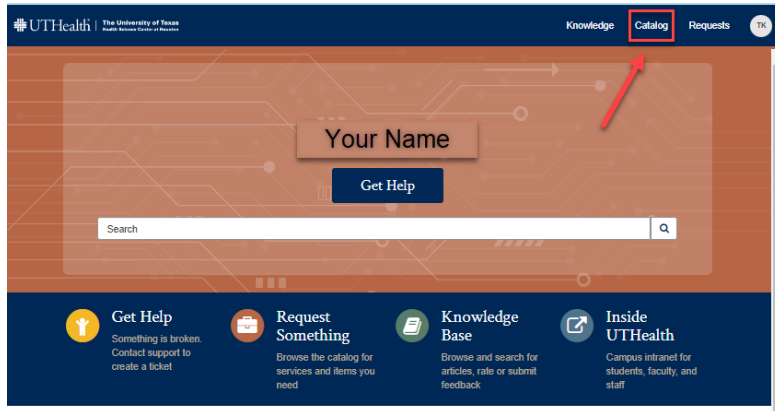 UTHealth The University of Texas
Health Science Center at Houston
Knowledge Catalog Requests TK
Your Name
Get Help
Search
Get Help
Something is broken.
Contact support to
create a ticket
Request
Something
Browse the catalog for
services and items you
need
Knowledge
Base
Browse and search for
articles, rate or submit
feedback
Inside
UTHealth
Campus intranet for
students, faculty, and
staff